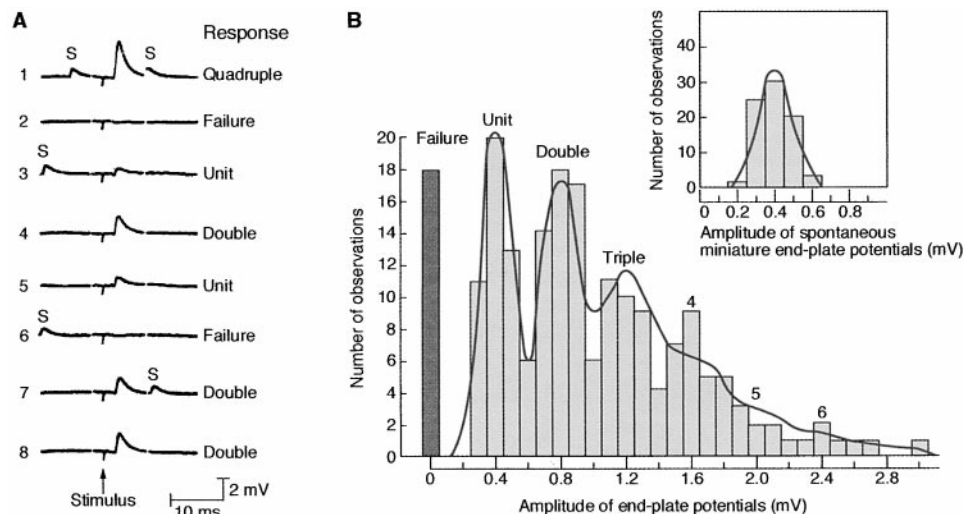 A
Response
S
S
1
Quadruple
2
Failure
S
3
Unit
4
Double
5
Unit
S
6
Failure
S
7
Double
8
Double
Stimulus
2 mV
10 ms
B
Number of observations
20
18
16
14
12
10
8
6
4
2
0
Failure
Unit
Double
Triple
4
5
6
0 0.4 0.8 1.2 1.6 2.0 2.4 2.8
Amplitude of end-plate potentials (mV)
Number of observations
50
40
30
20
10
0
0 0.2 0.4 0.6 0.8
Amplitude of spontaneous
miniature end-plate potentials (mV)